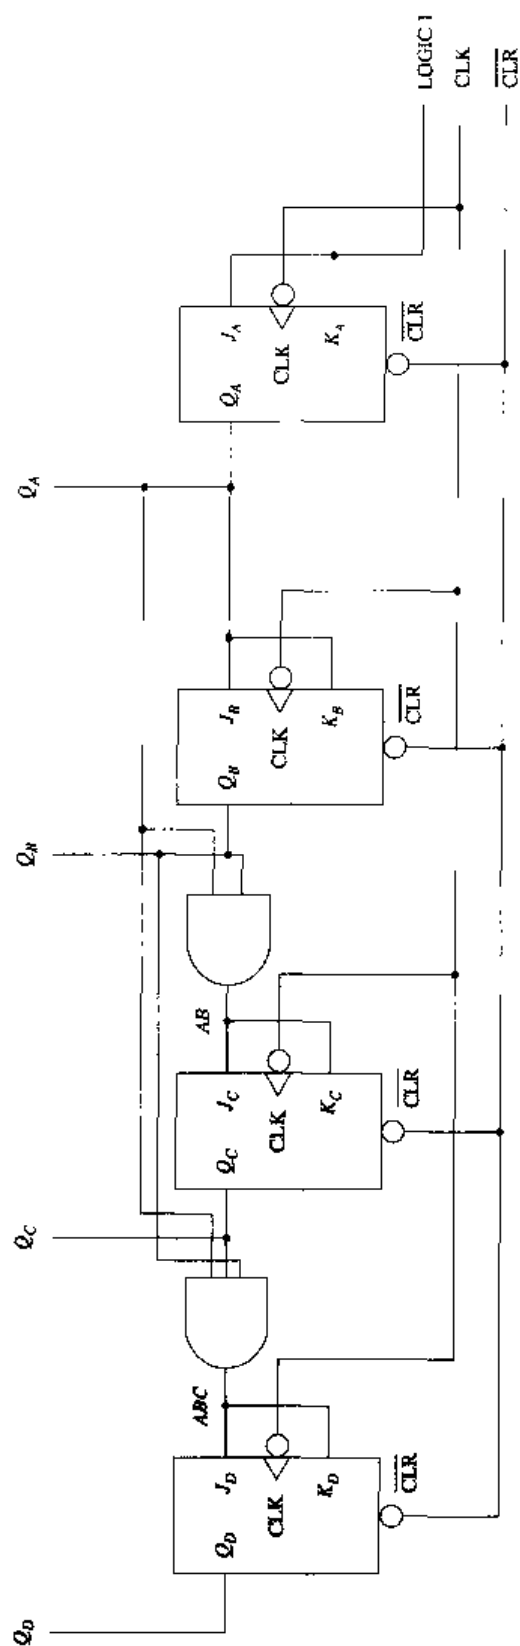 Q_D Q_C Q_B Q_A
ABC AB
Q_D J_D Q_C J_C Q_B J_B Q_A J_A
CLK CLK CLK CLK
K_D K_C K_B K_A
CLR CLR CLR CLR
LOGIC 1
CLK
CLR